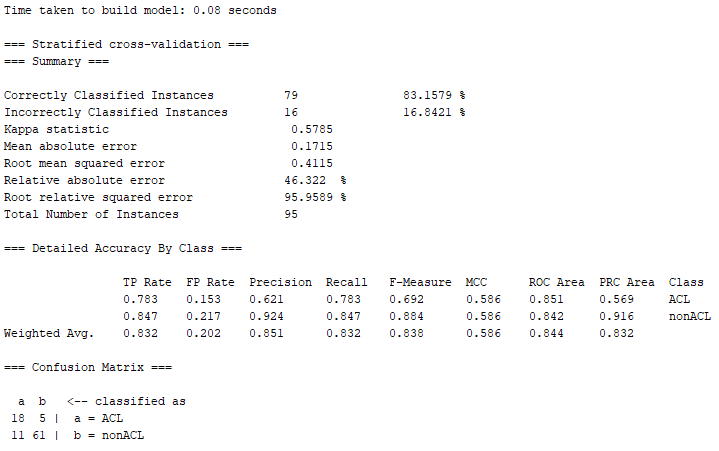 Time taken to build model: 0.08 seconds
=== Stratified cross-validation ===
=== Summary ===
Correctly Classified Instances 79 83.1579 %
Incorrectly Classified Instances 16 16.8421 %
Kappa statistic 0.5785
Mean absolute error 0.1715
Root mean squared error 0.4115
Relative absolute error 46.322 %
Root relative squared error 95.9589 %
Total Number of Instances 95
=== Detailed Accuracy By Class ===
TP Rate FP Rate Precision Recall F-Measure MCC ROC Area PRC Area Class
0.783 0.153 0.621 0.783 0.692 0.586 0.851 0.569 ACL
0.847 0.217 0.924 0.847 0.884 0.586 0.842 0.916 nonACL
Weighted Avg. 0.832 0.202 0.851 0.832 0.838 0.586 0.844 0.832
=== Confusion Matrix ===
a b <-- classified as
18 5 | a = ACL
11 61 | b = nonACL